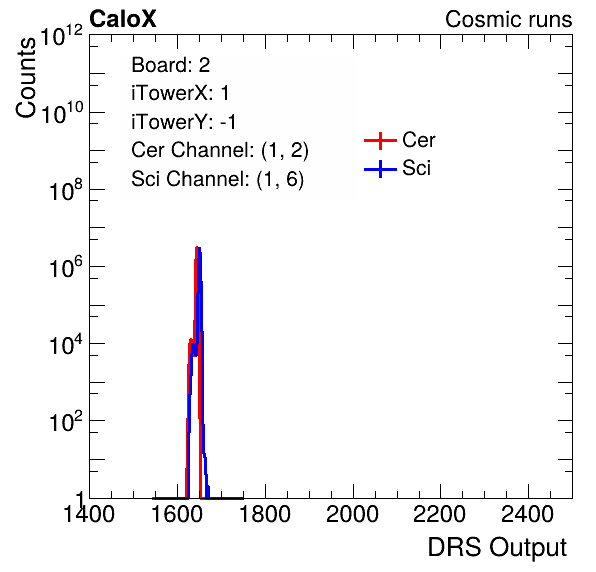 CaloX Cosmic runs
Counts
Board: 2
iTowerX: 1
iTowerY: -1
Cer Channel: (1, 2)
Sci Channel: (1, 6)
Cer
Sci
10^12
10^10
10^8
10^6
10^4
10^2
1
1400 1600 1800 2000 2200 2400
DRS Output